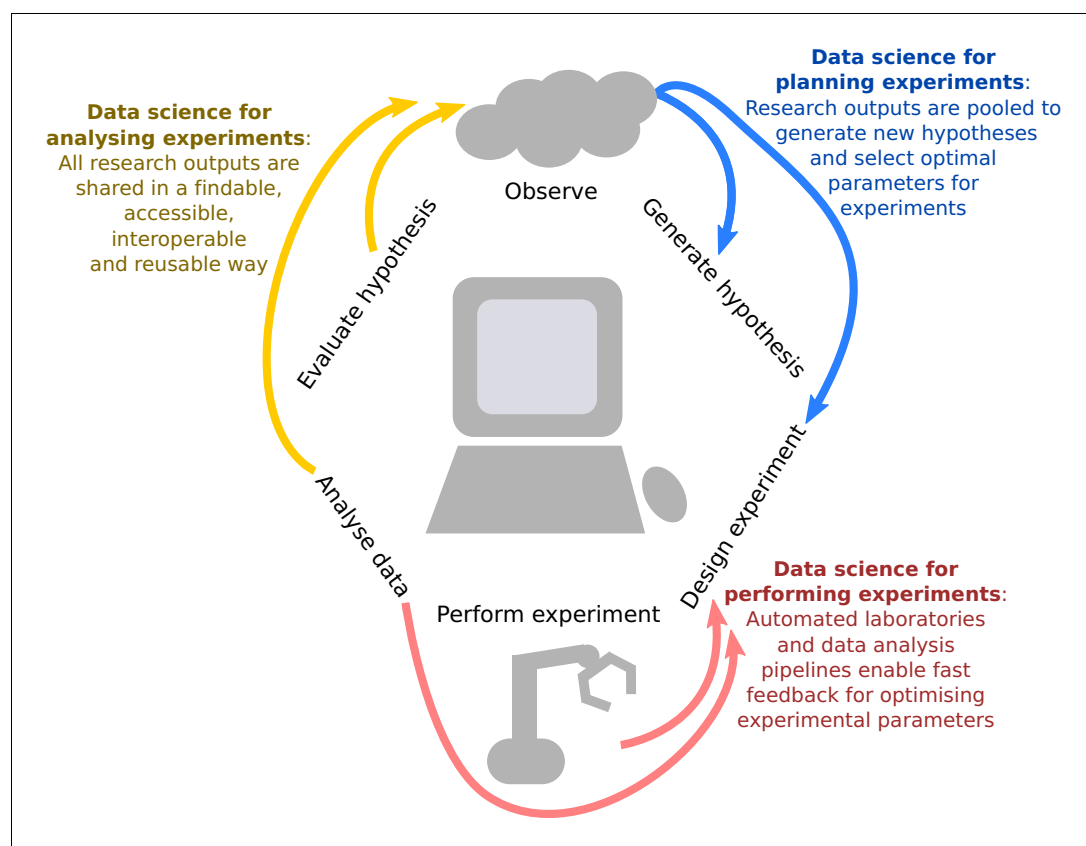 Data science for
analysing experiments:
All research outputs are
shared in a findable,
accessible,
interoperable
and reusable way
Data science for
planning experiments:
Research outputs are pooled to
generate new hypotheses
and select optimal
parameters for
experiments
Observe
Evaluate hypothesis
Generate hypothesis
Analyse data
Design experiment
Perform experiment
Data science for
performing experiments:
Automated laboratories
and data analysis
pipelines enable fast
feedback for optimising
experimental parameters